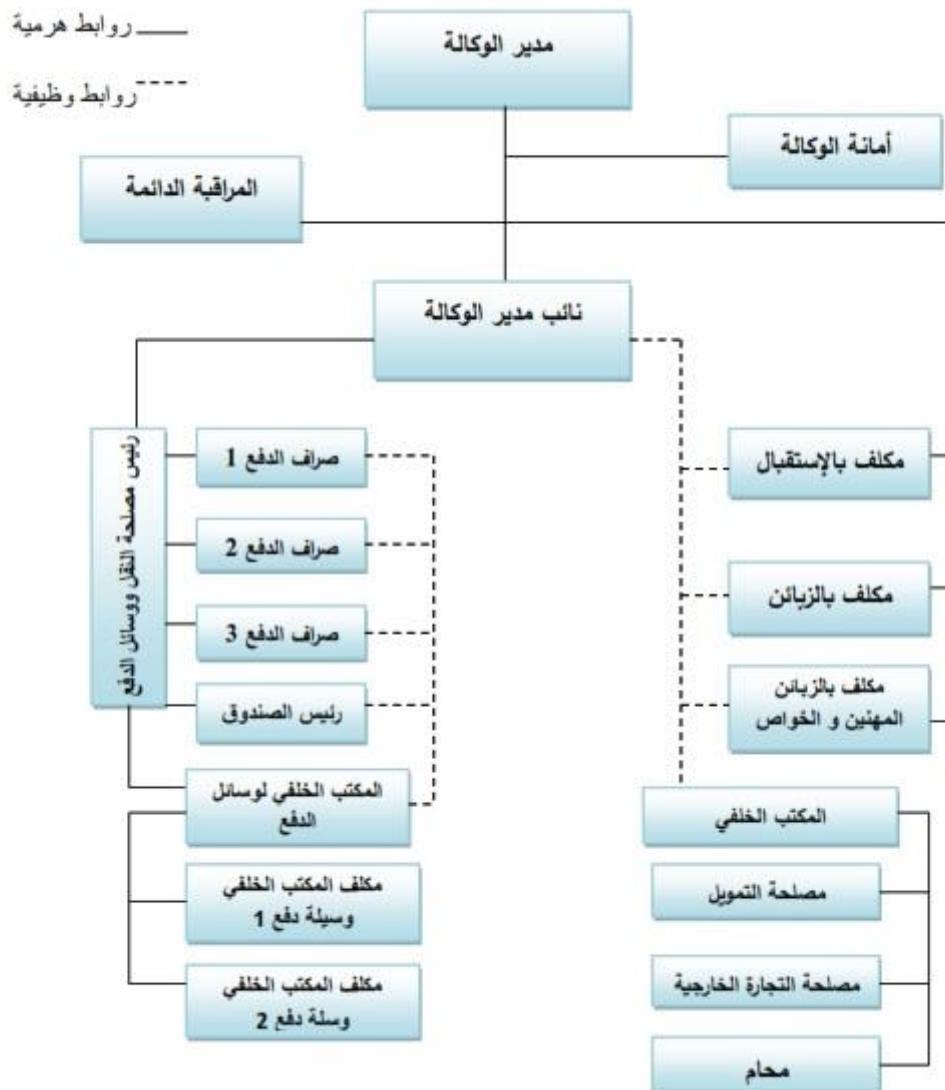 روابط هرمية
روابط وظيفية
مدير الوكالة
أمانة الوكالة
المراقبة الدائمة
نائب مدير الوكالة
رئيس مصلحة النقل ووسائل الدفع
صراف الدفع 1
صراف الدفع 2
صراف الدفع 3
رئيس الصندوق
المكتب الخلفي لوسائل
الدفع
مكلف المكتب الخلفي
وسيلة دفع 1
مكلف المكتب الخلفي
وسلة دفع 2
مكلف بالإستقبال
مكلف بالزبائن
مكلف بالزبائن
المهنين و الخواص
المكتب الخلفي
مصلحة التمويل
مصلحة التجارة الخارجية
محام